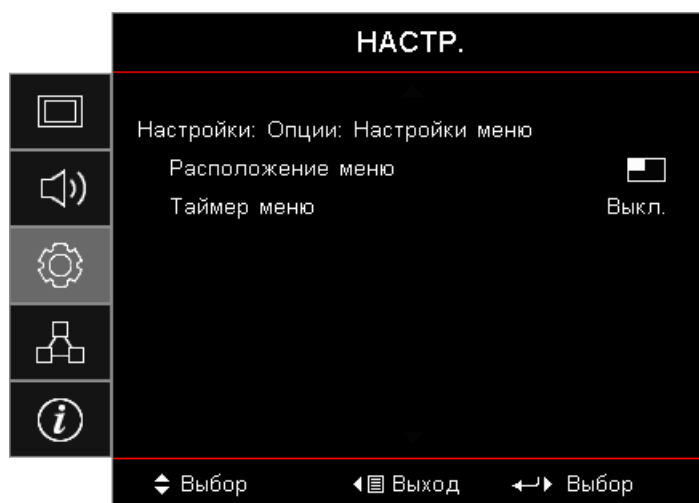 НАСТР.
Настройки: Опции: Настройки меню
Расположение меню
Таймер меню Выкл.
Выбор Выход Выбор